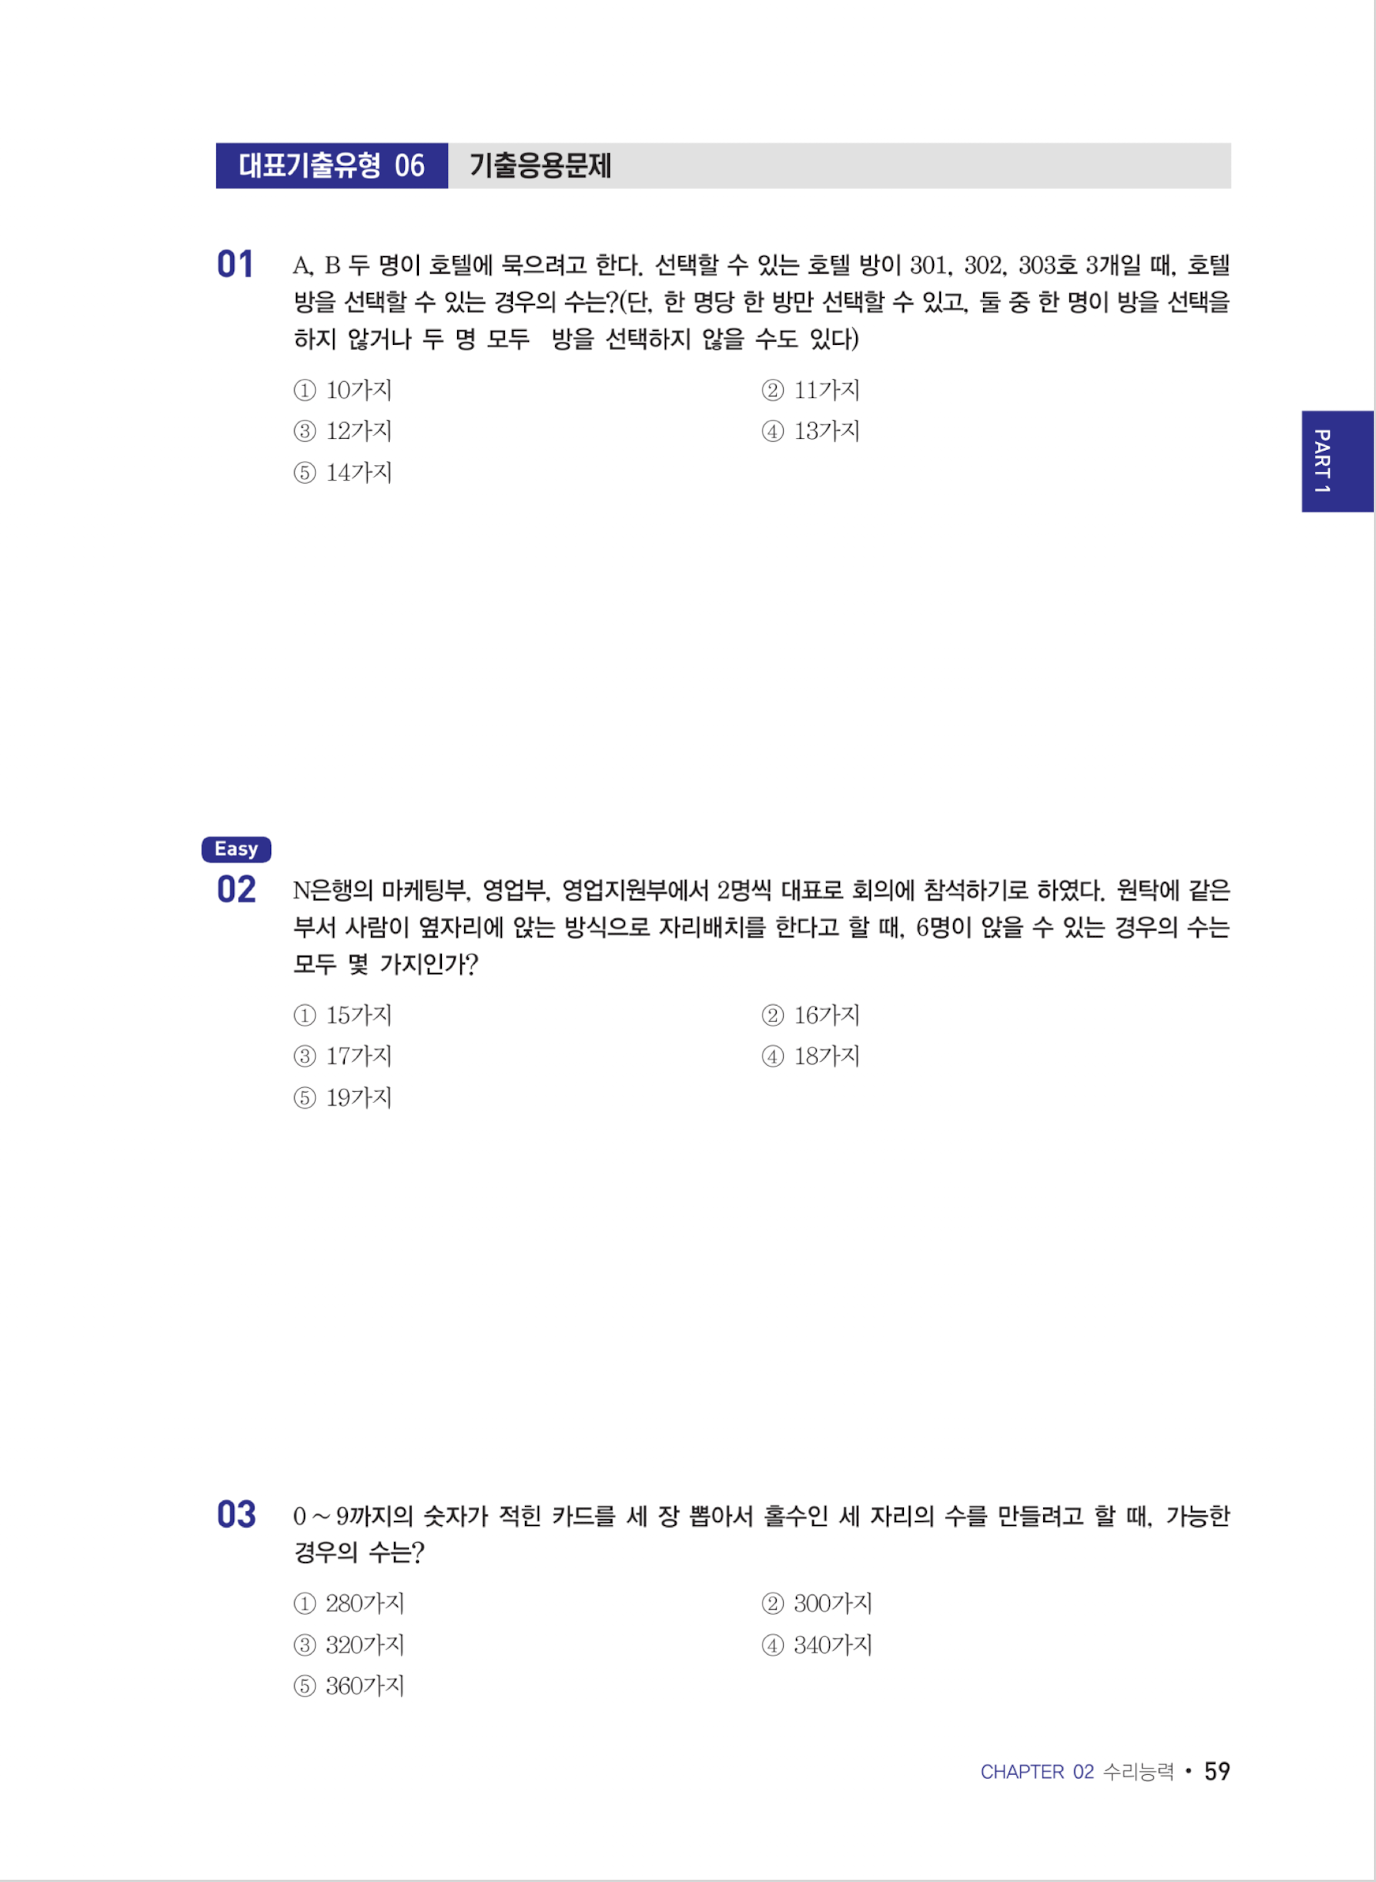 대표기출유형 06 기출응용문제
01 A, B 두 명이 호텔에 묵으려고 한다. 선택할 수 있는 호텔 방이 301, 302, 303호 3개일 때, 호텔
방을 선택할 수 있는 경우의 수는?(단, 한 명당 한 방만 선택할 수 있고, 둘 중 한 명이 방을 선택을
하지 않거나 두 명 모두 방을 선택하지 않을 수도 있다)
① 10가지 ② 11가지
③ 12가지 ④ 13가지
⑤ 14가지
PART 1
Easy
02 N은행의 마케팅부, 영업부, 영업지원부에서 2명씩 대표로 회의에 참석하기로 하였다. 원탁에 같은
부서 사람이 옆자리에 앉는 방식으로 자리배치를 한다고 할 때, 6명이 앉을 수 있는 경우의 수는
모두 몇 가지인가?
① 15가지 ② 16가지
③ 17가지 ④ 18가지
⑤ 19가지
03 0~9까지의 숫자가 적힌 카드를 세 장 뽑아서 홀수인 세 자리의 수를 만들려고 할 때, 가능한
경우의 수는?
① 280가지 ② 300가지
③ 320가지 ④ 340가지
⑤ 360가지
CHAPTER 02 수리능력 • 59